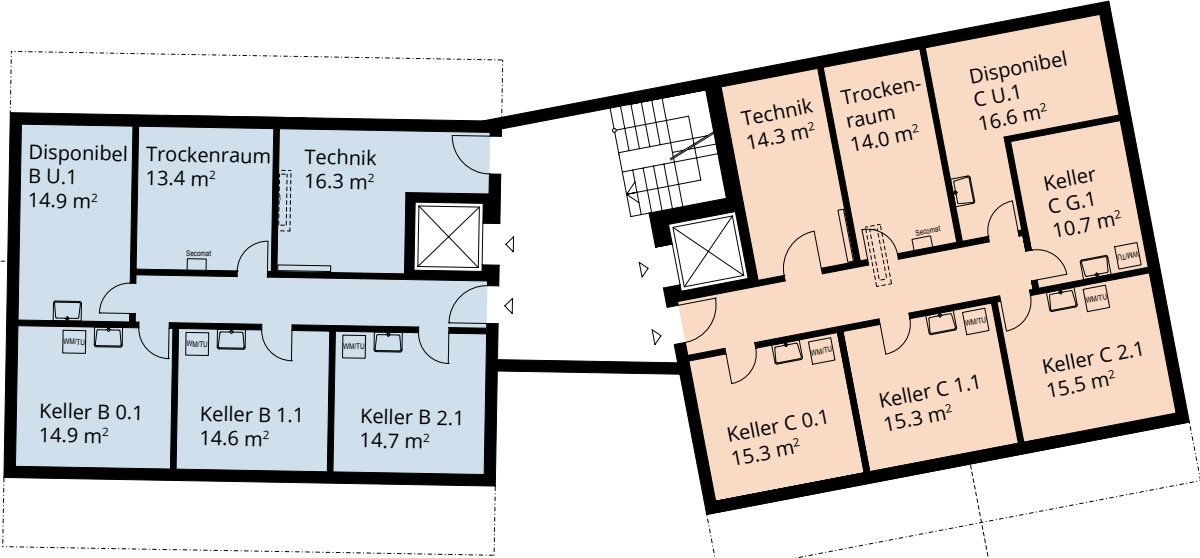 Disponibel
B U.1
14.9 m²
Trockenraum
13.4 m²
Technik
16.3 m²
Secomat
WM/TU
WM/TU
WM/TU
Keller B 0.1
14.9 m²
Keller B 1.1
14.6 m²
Keller B 2.1
14.7 m²
Technik
14.3 m²
Trocken-
raum
14.0 m²
Disponibel
C U.1
16.6 m²
Keller
C G.1
10.7 m²
Secomat
WM/TU
WM/TU
WM/TU
WM/TU
Keller C 0.1
15.3 m²
Keller C 1.1
15.3 m²
Keller C 2.1
15.5 m²